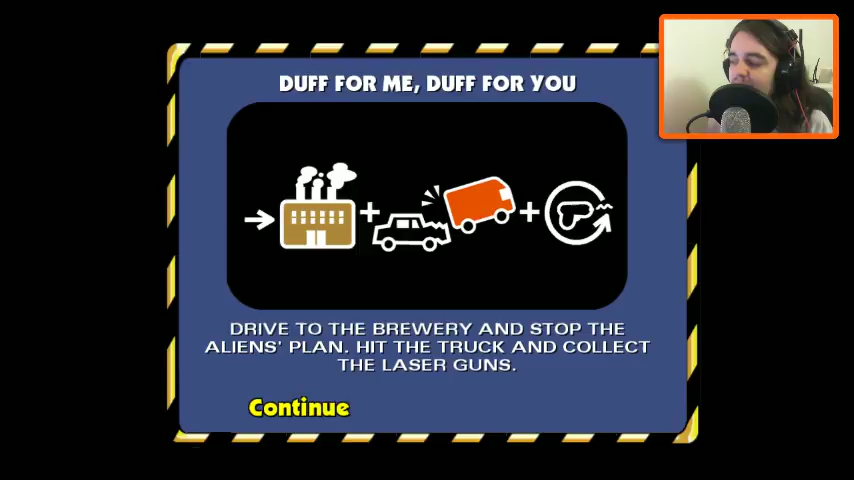 DUFF FOR ME, DUFF FOR YOU
DRIVE TO THE BREWERY AND STOP THE
ALIENS' PLAN. HIT THE TRUCK AND COLLECT
THE LASER GUNS.
Continue